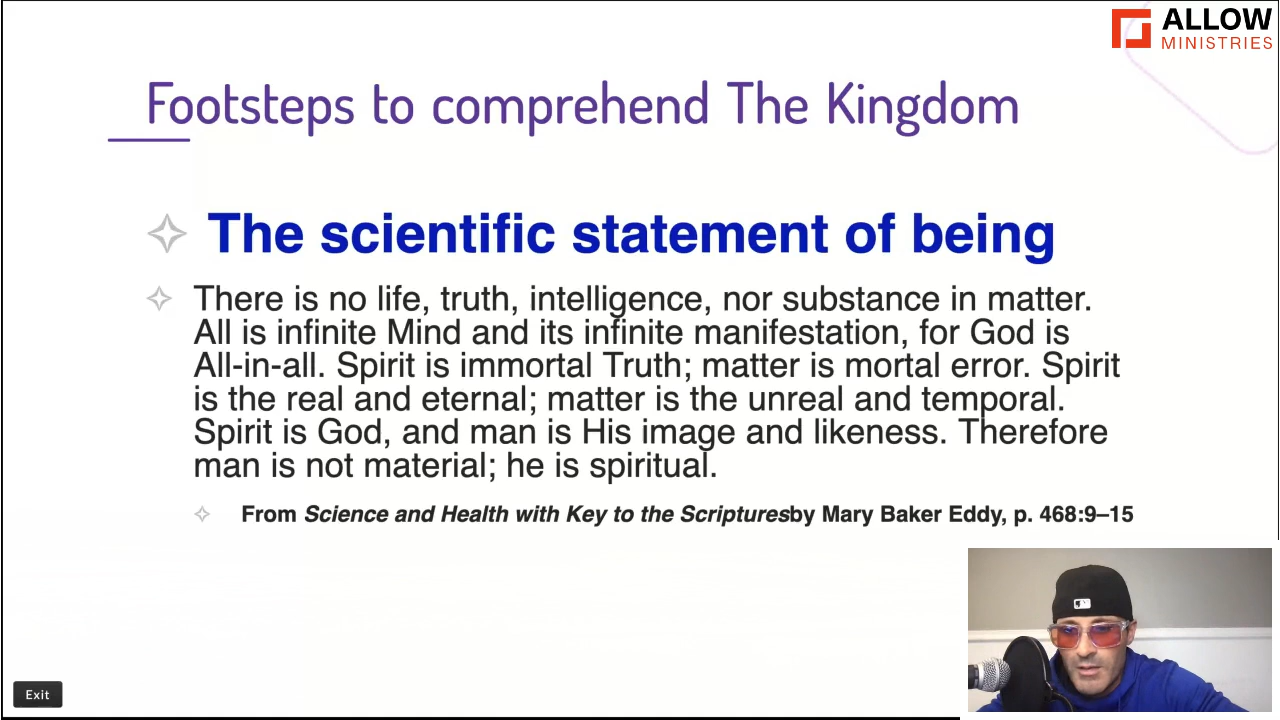 ALLOW
MINISTRIES
Footsteps to comprehend The Kingdom
The scientific statement of being
There is no life, truth, intelligence, nor substance in matter.
All is infinite Mind and its infinite manifestation, for God is
All-in-all. Spirit is immortal Truth; matter is mortal error. Spirit
is the real and eternal; matter is the unreal and temporal.
Spirit is God, and man is His image and likeness. Therefore
man is not material; he is spiritual.
From Science and Health with Key to the Scripturesby Mary Baker Eddy, p. 468:9–15
Exit